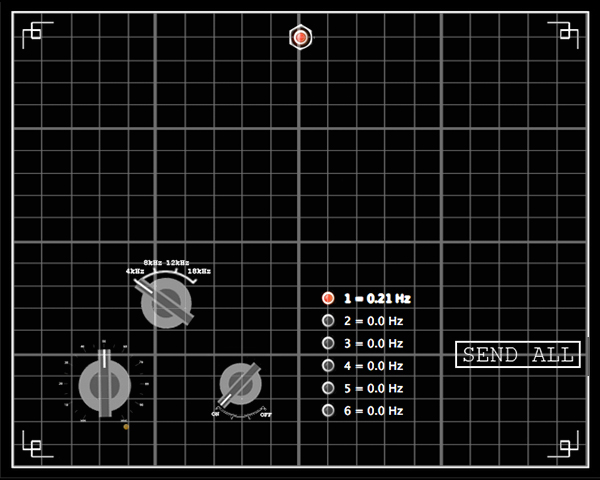 8kHz 12kHz
4kHz 16kHz
1 = 0.21 Hz
2 = 0.0 Hz
3 = 0.0 Hz
4 = 0.0 Hz
5 = 0.0 Hz
6 = 0.0 Hz
SEND ALL
ON OFF